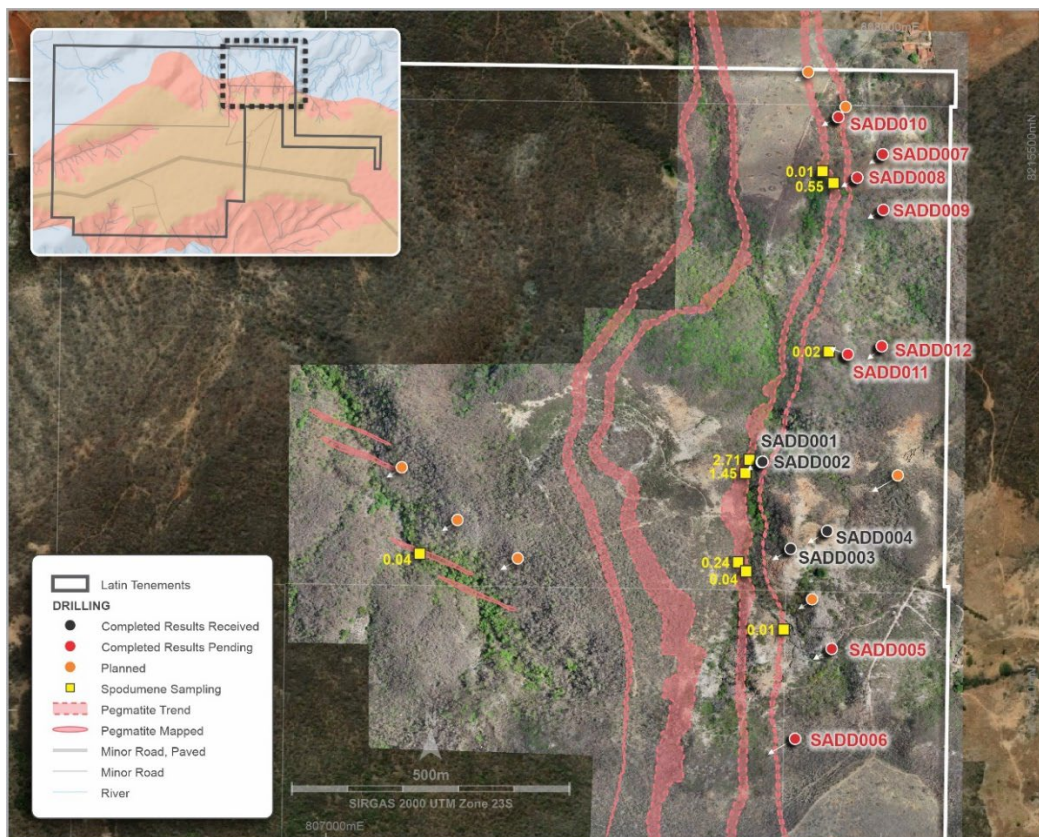 808000mE
8215500mN
SADD010
SADD007
SADD008
SADD009
0.01
0.55
SADD012
0.02
SADD011
SADD001
2.71
SADD002
1.45
SADD004
SADD003
0.24
0.04
0.04
0.01
SADD005
SADD006
Latin Tenements
DRILLING
Completed Results Received
Completed Results Pending
Planned
Spodumene Sampling
Pegmatite Trend
Pegmatite Mapped
Minor Road, Paved
Minor Road
River
500m
SIRGAS 2000 UTM Zone 23S
807000mE